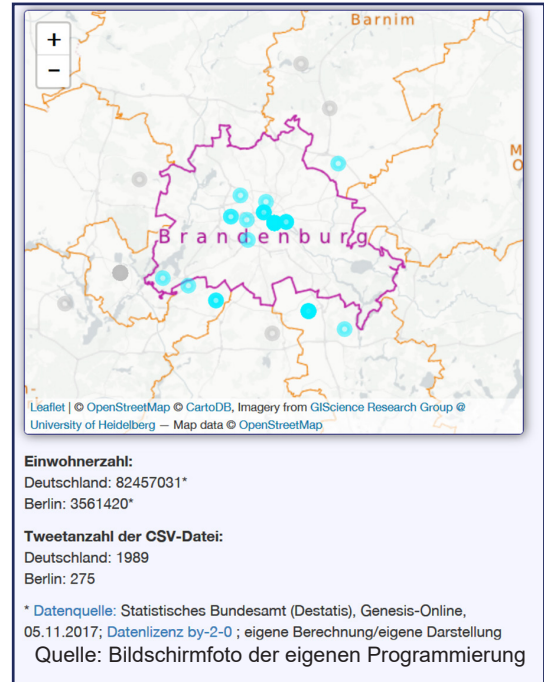 +
Barnim
−
M
O
Brandenburg
Leaflet | © OpenStreetMap © CartoDB, Imagery from GIScience Research Group @
University of Heidelberg — Map data © OpenStreetMap
Einwohnerzahl:
Deutschland: 82457031*
Berlin: 3561420*
Tweetanzahl der CSV-Datei:
Deutschland: 1989
Berlin: 275
* Datenquelle: Statistisches Bundesamt (Destatis), Genesis-Online,
05.11.2017; Datenlizenz by-2-0 ; eigene Berechnung/eigene Darstellung
Quelle: Bildschirmfoto der eigenen Programmierung